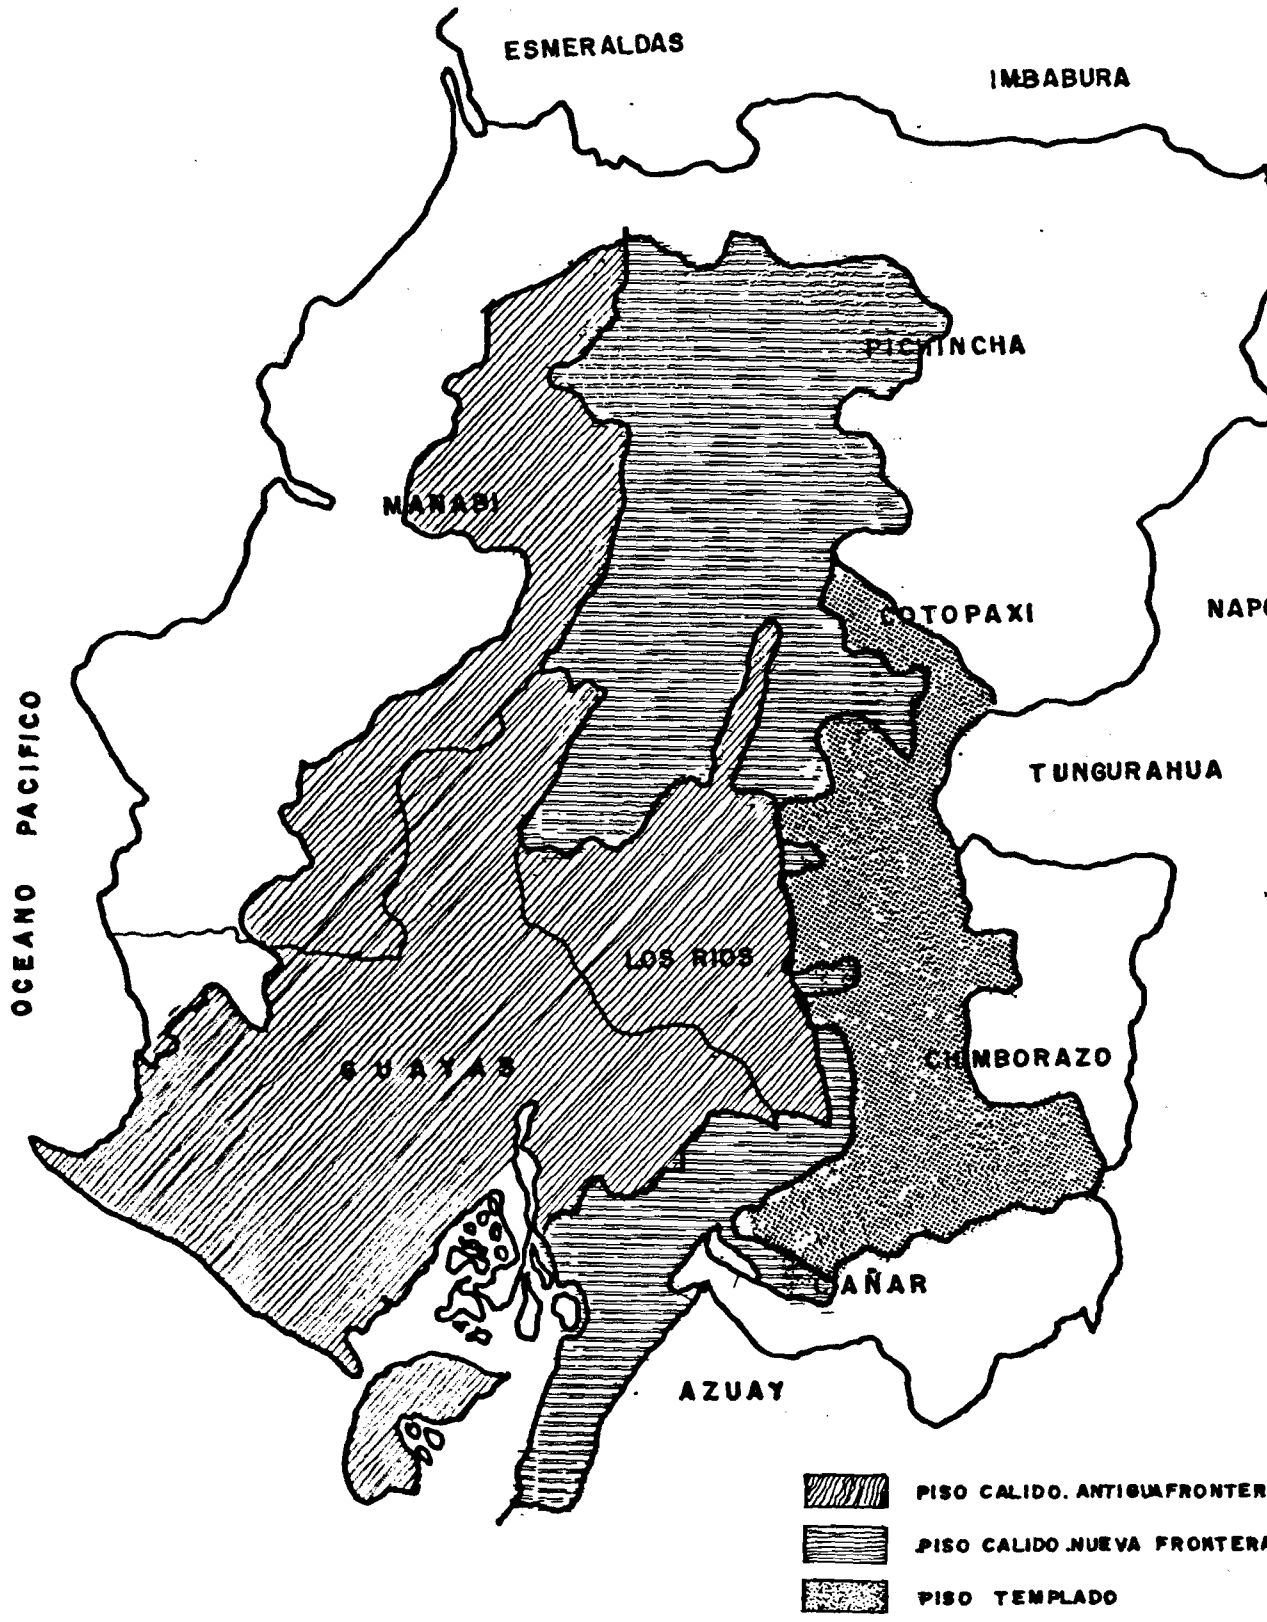 ESMERALDAS
IMBABURA
PICHINCHA
MANABI
COTOPAXI
NAPO
OCEANO PACIFICO
TUNGURAHUA
LOS RIOS
GUAYAS
CHIMBORAZO
CAÑAR
AZUAY
PISO CALIDO. ANTIGUA FRONTER
PISO CALIDO. NUEVA FRONTERA
PISO TEMPLADO